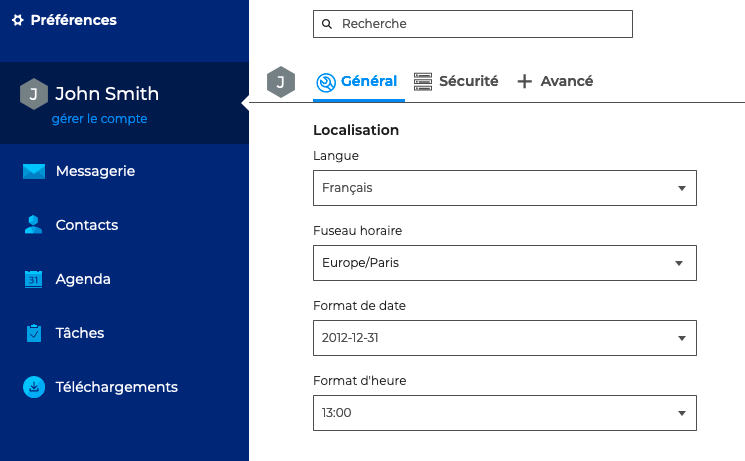 Préférences
J
John Smith
gérer le compte
Messagerie
Contacts
31
Agenda
Tâches
Téléchargements
Recherche
J
Général
Sécurité
Avancé
Localisation
Langue
Français
Fuseau horaire
Europe/Paris
Format de date
2012-12-31
Format d'heure
13:00